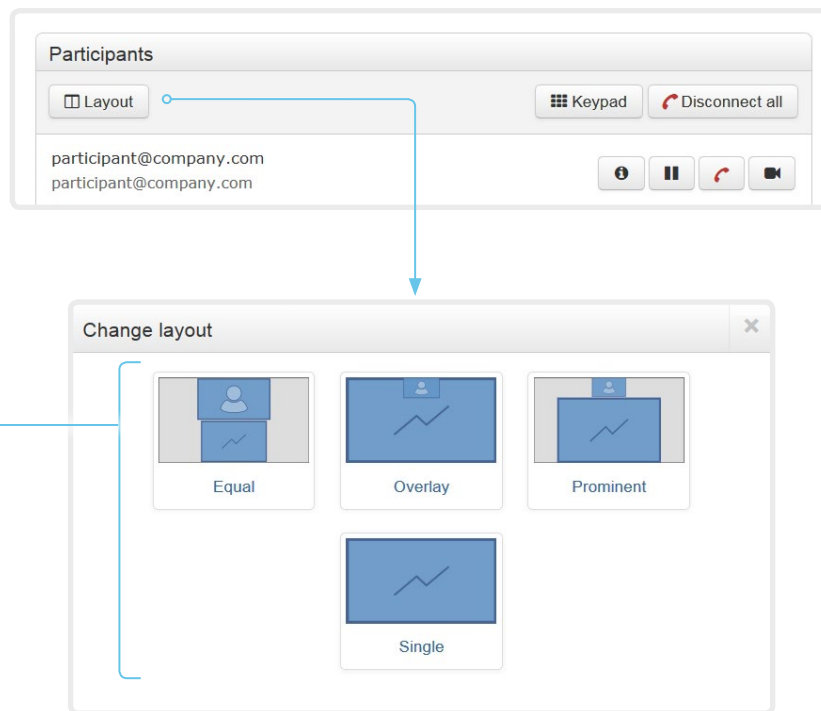 Participants
Layout Keypad Disconnect all
participant@company.com
participant@company.com
Change layout
Equal Overlay Prominent
Single